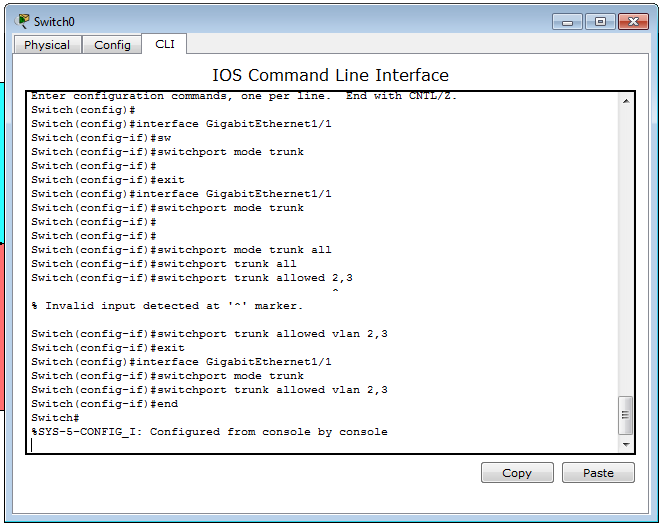 Switch0
Physical Config CLI
IOS Command Line Interface
Enter configuration commands, one per line. End with CNTL/Z.
Switch(config)#
Switch(config)#interface GigabitEthernet1/1
Switch(config-if)#sw
Switch(config-if)#switchport mode trunk
Switch(config-if)#
Switch(config-if)#exit
Switch(config)#interface GigabitEthernet1/1
Switch(config-if)#switchport mode trunk
Switch(config-if)#
Switch(config-if)#
Switch(config-if)#switchport mode trunk all
Switch(config-if)#switchport trunk all
Switch(config-if)#switchport trunk allowed 2,3
^
% Invalid input detected at '^' marker.
Switch(config-if)#switchport trunk allowed vlan 2,3
Switch(config-if)#exit
Switch(config)#interface GigabitEthernet1/1
Switch(config-if)#switchport mode trunk
Switch(config-if)#switchport trunk allowed vlan 2,3
Switch(config-if)#end
Switch#
%SYS-5-CONFIG_I: Configured from console by console
Copy Paste